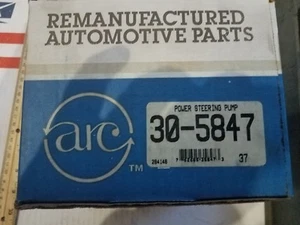 REMANUFACTURED
AUTOMOTIVE PARTS
arc
TM
POWER STEERING PUMP
30-5847
37